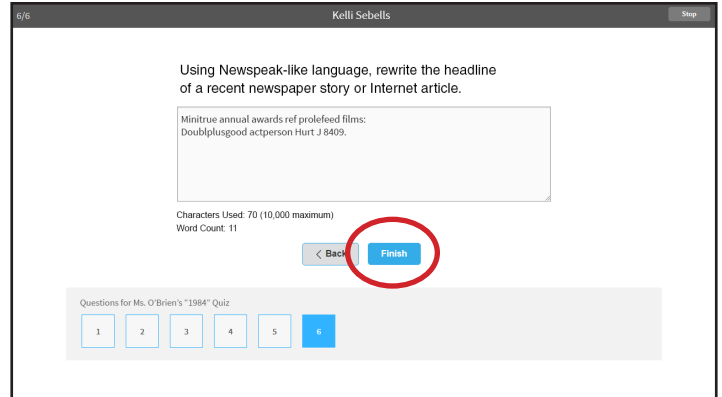 6/6
Kelli Sebells
Stop
Using Newspeak-like language, rewrite the headline
of a recent newspaper story or Internet article.
Minitrue annual awards ref prolefeed films:
Doublplusgood actperson Hurt J 8409.
Characters Used: 70 (10,000 maximum)
Word Count: 11
< Back
Finish
Questions for Ms. O'Brien's "1984" Quiz
1 2 3 4 5 6